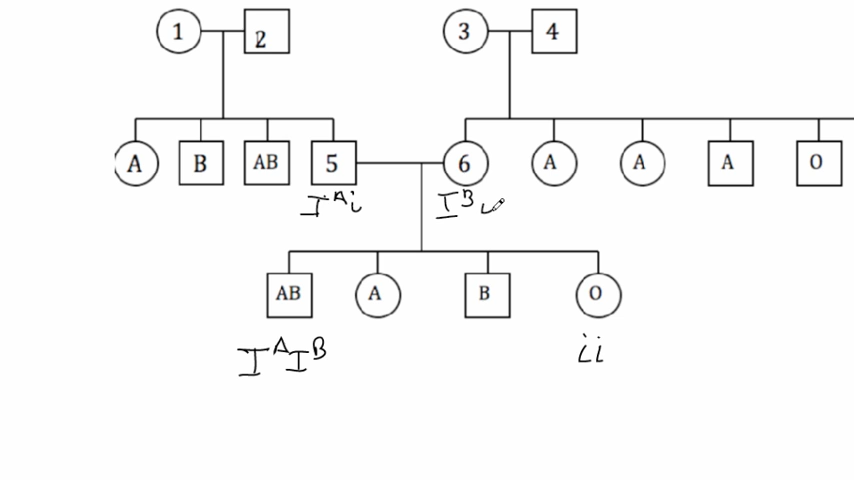 1 2 3 4
A B AB 5 6 A A A O
I^A i I^B i
AB A B O
I^A I^B ii